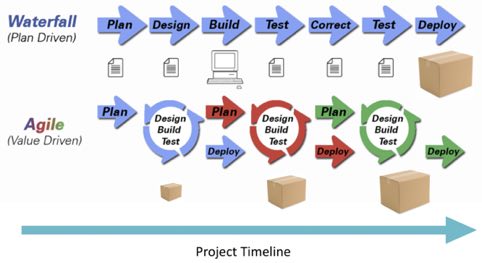 Waterfall
(Plan Driven)
Plan Design Build Test Correct Test Deploy
Agile
(Value Driven)
Plan
Design
Build
Test
Plan
Deploy
Design
Build
Test
Plan
Deploy
Design
Build
Test
Deploy
Project Timeline